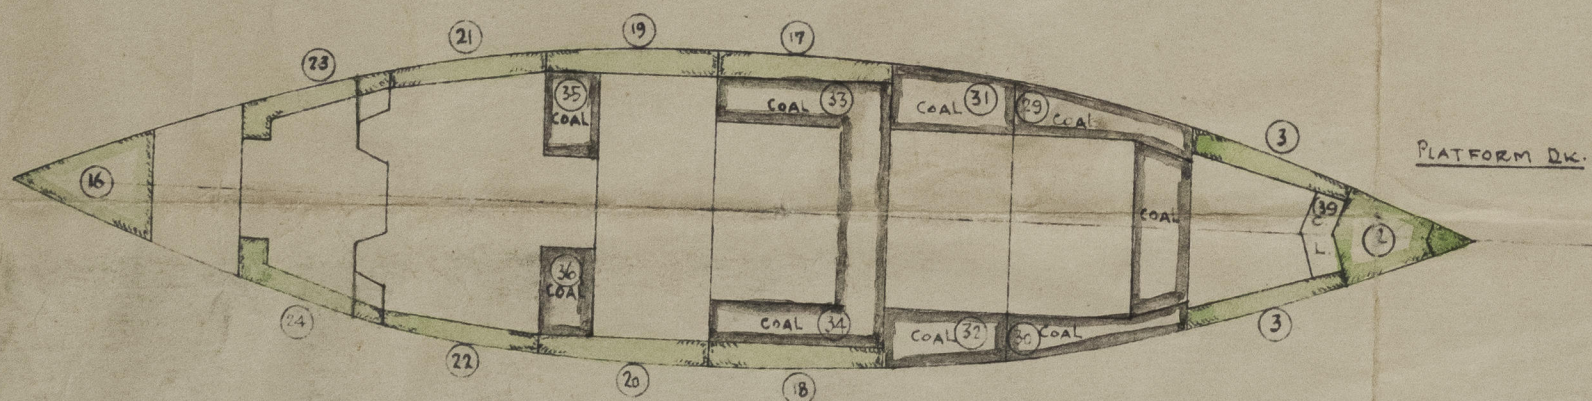 23
21
19
17
35
COAL
COAL 33
COAL 31
29
COAL
3
PLATFORM DK.
16
COAL
39
C
L
2
36
COAL
COAL 34
COAL 32
30
COAL
3
24
22
20
18